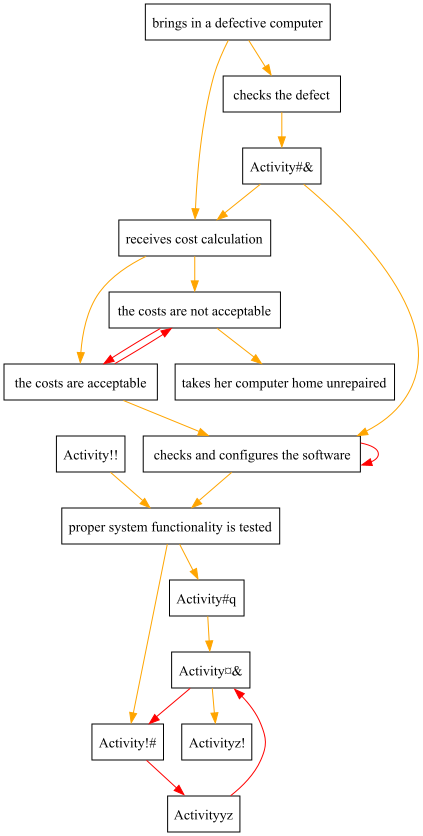 brings in a defective computer
checks the defect
Activity#&
receives cost calculation
the costs are not acceptable
the costs are acceptable
takes her computer home unrepaired
Activity!!
checks and configures the software
proper system functionality is tested
Activity#q
Activity¤&
Activity!#
Activityz!
Activityyz